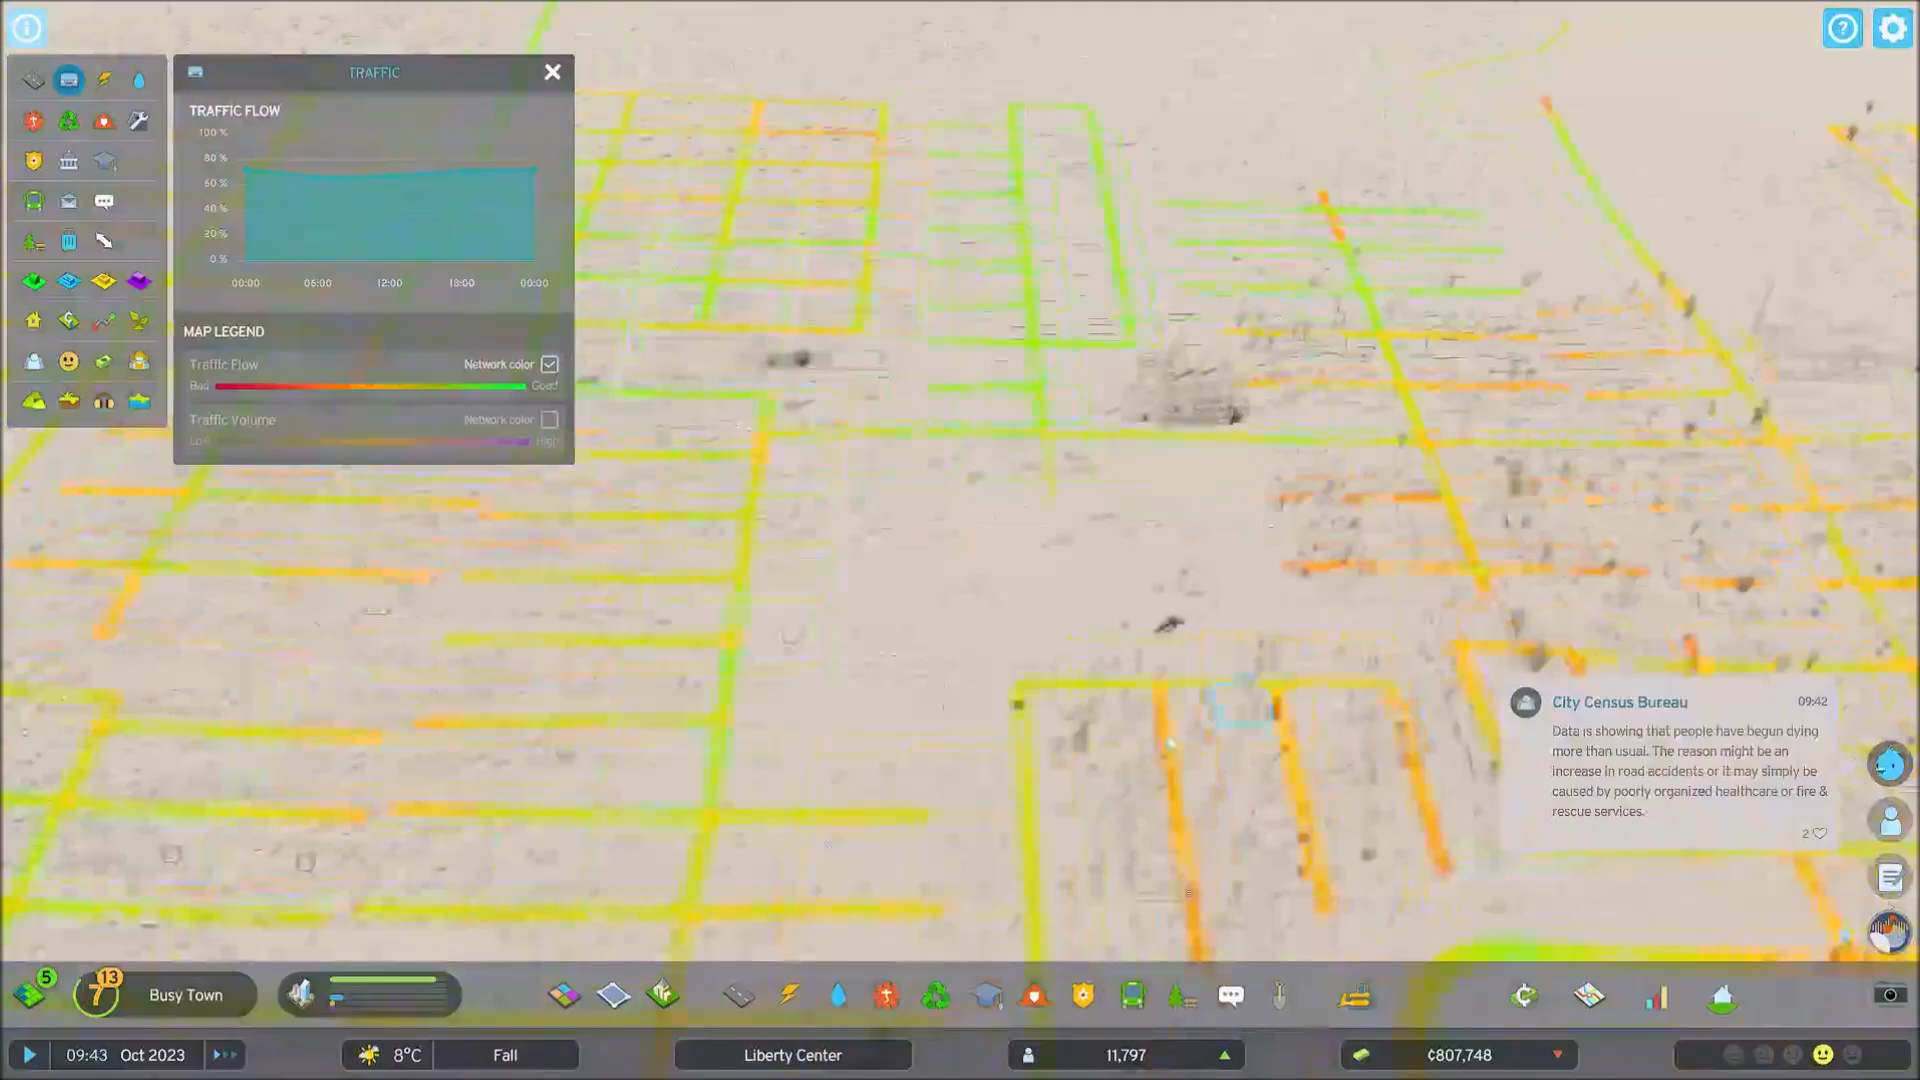 TRAFFIC
TRAFFIC FLOW
100 %
80 %
60 %
40 %
20 %
0 %
00:00 06:00 12:00 18:00 00:00
MAP LEGEND
Traffic Flow Network color
Bad Good
Traffic Volume Network color
Low High
City Census Bureau 09:42
Data is showing that people have begun dying
more than usual. The reason might be an
increase in road accidents or it may simply be
caused by poorly organized healthcare or fire &
rescue services.
2
5
13
7
Busy Town
09:43 Oct 2023
8°C
Fall
Liberty Center
11,797
₵807,748